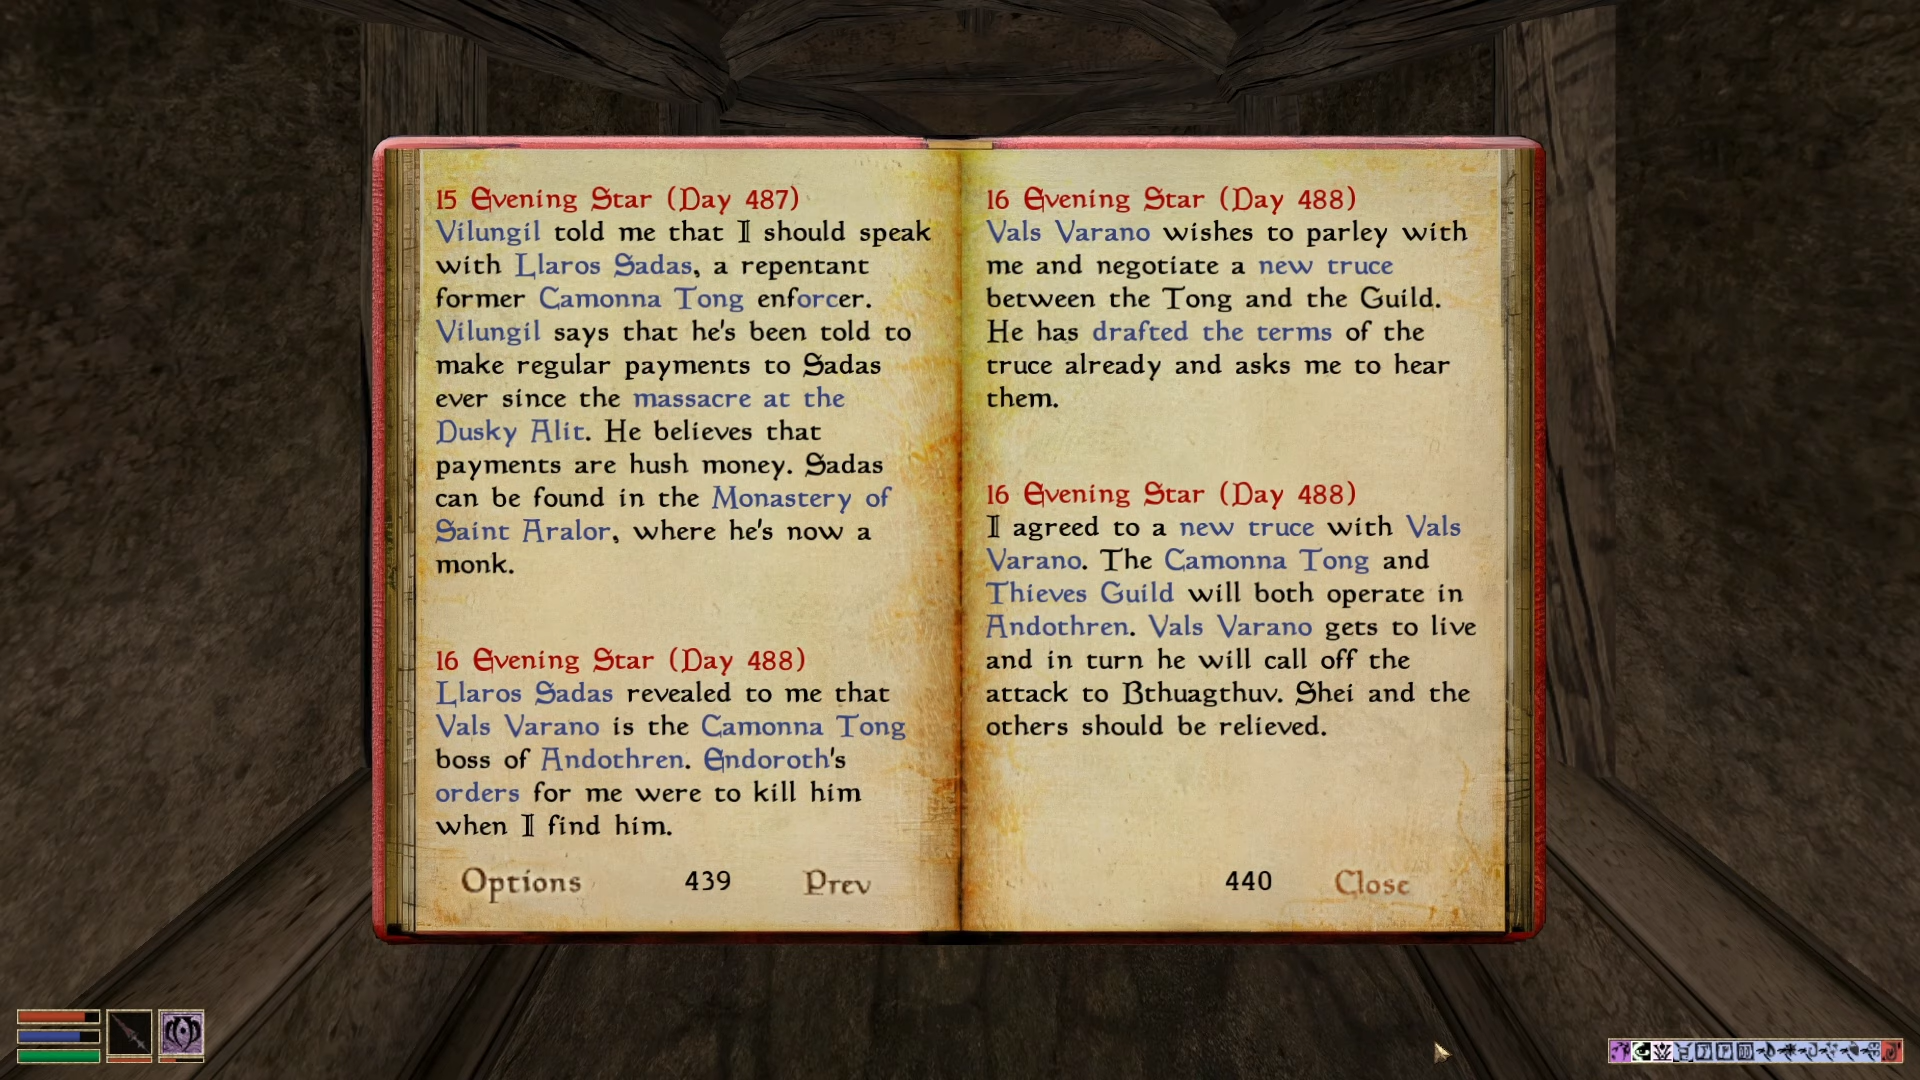 15 Evening Star (Day 487)
Vilungil told me that I should speak
with Llaros Sadas, a repentant
former Camonna Tong enforcer.
Vilungil says that he's been told to
make regular payments to Sadas
ever since the massacre at the
Dusky Alit. He believes that
payments are hush money. Sadas
can be found in the Monastery of
Saint Aralor, where he's now a
monk.
16 Evening Star (Day 488)
Llaros Sadas revealed to me that
Vals Varano is the Camonna Tong
boss of Andothren. Endoroth's
orders for me were to kill him
when I find him.
Options 439 Prev
16 Evening Star (Day 488)
Vals Varano wishes to parley with
me and negotiate a new truce
between the Tong and the Guild.
He has drafted the terms of the
truce already and asks me to hear
them.
16 Evening Star (Day 488)
I agreed to a new truce with Vals
Varano. The Camonna Tong and
Thieves Guild will both operate in
Andothren. Vals Varano gets to live
and in turn he will call off the
attack to Bthuagthuv. Shei and the
others should be relieved.
440 Close